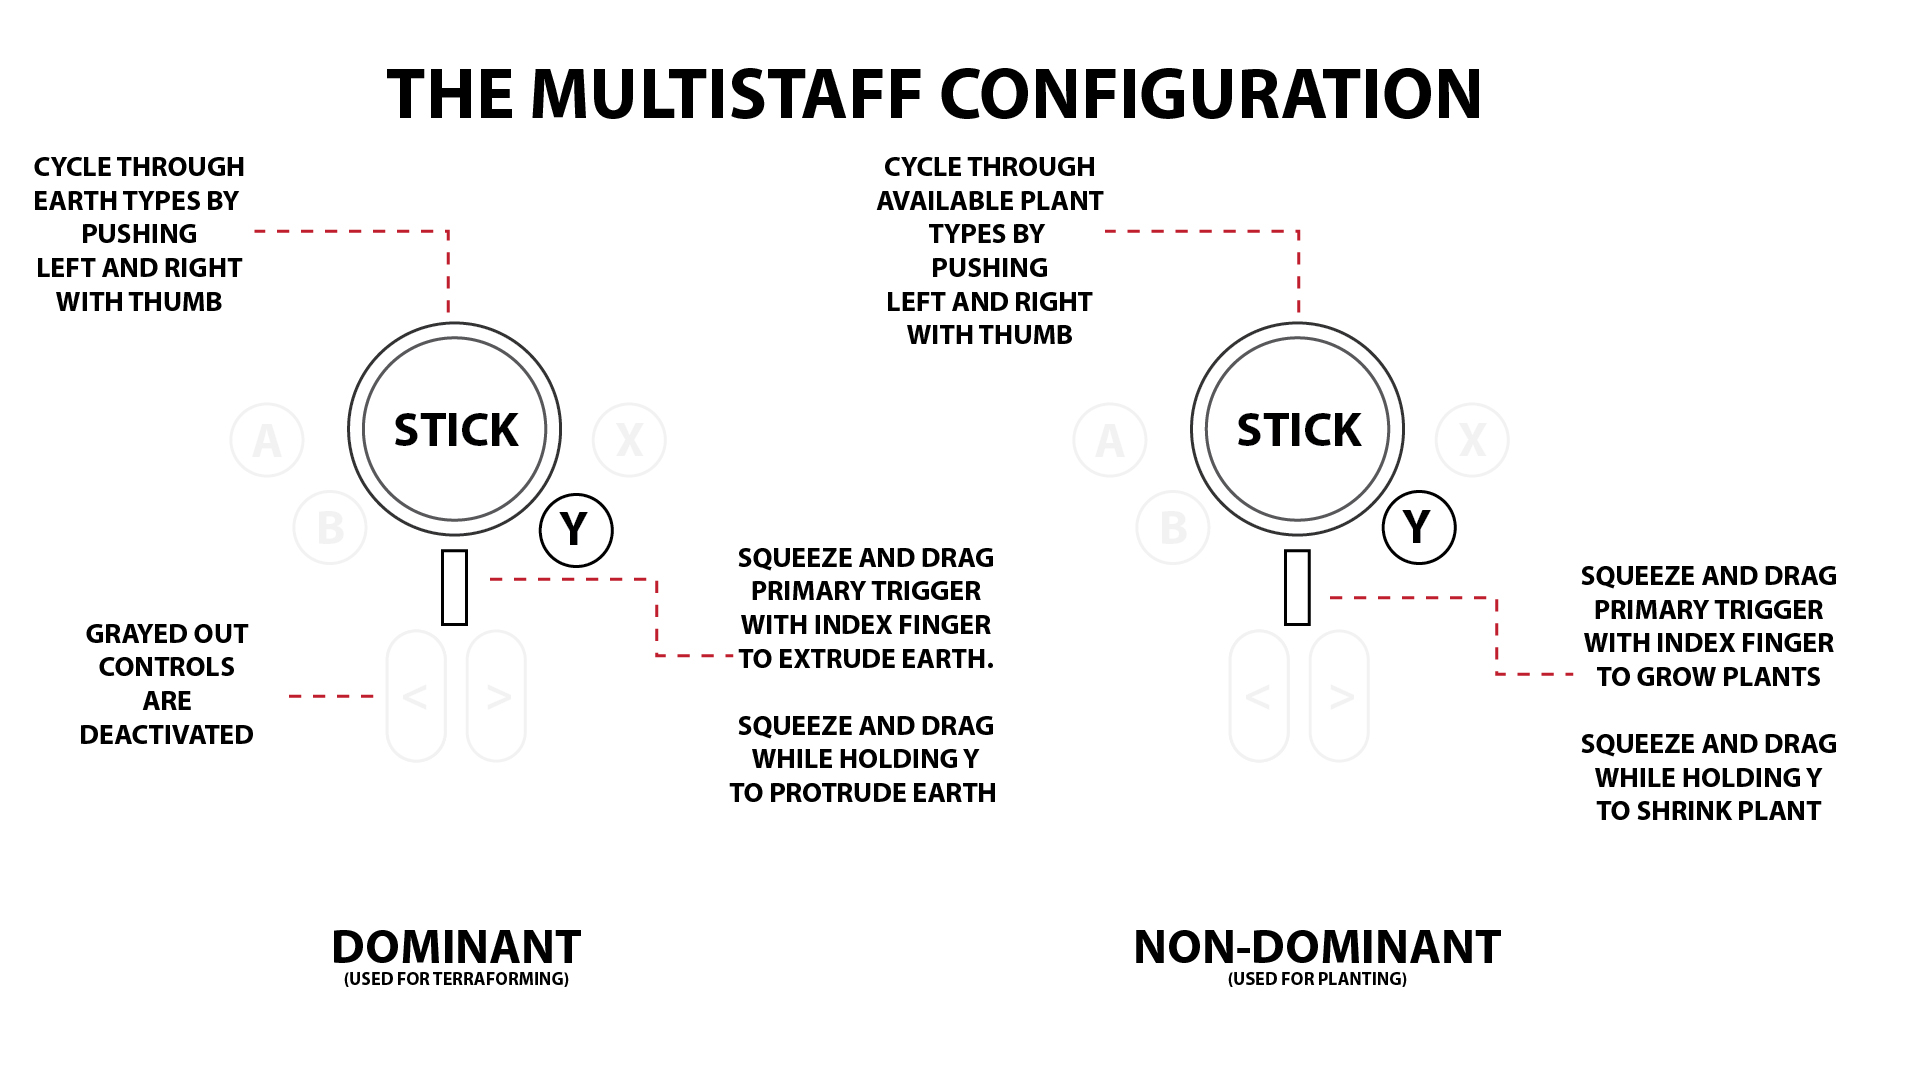 THE MULTISTAFF CONFIGURATION
CYCLE THROUGH
EARTH TYPES BY
PUSHING
LEFT AND RIGHT
WITH THUMB
STICK
A
X
B
Y
SQUEEZE AND DRAG
PRIMARY TRIGGER
WITH INDEX FINGER
TO EXTRUDE EARTH.
SQUEEZE AND DRAG
WHILE HOLDING Y
TO PROTRUDE EARTH
GRAYED OUT
CONTROLS
ARE
DEACTIVATED
< >
DOMINANT
(USED FOR TERRAFORMING)
CYCLE THROUGH
AVAILABLE PLANT
TYPES BY
PUSHING
LEFT AND RIGHT
WITH THUMB
STICK
A
X
B
Y
SQUEEZE AND DRAG
PRIMARY TRIGGER
WITH INDEX FINGER
TO GROW PLANTS
SQUEEZE AND DRAG
WHILE HOLDING Y
TO SHRINK PLANT
< >
NON-DOMINANT
(USED FOR PLANTING)